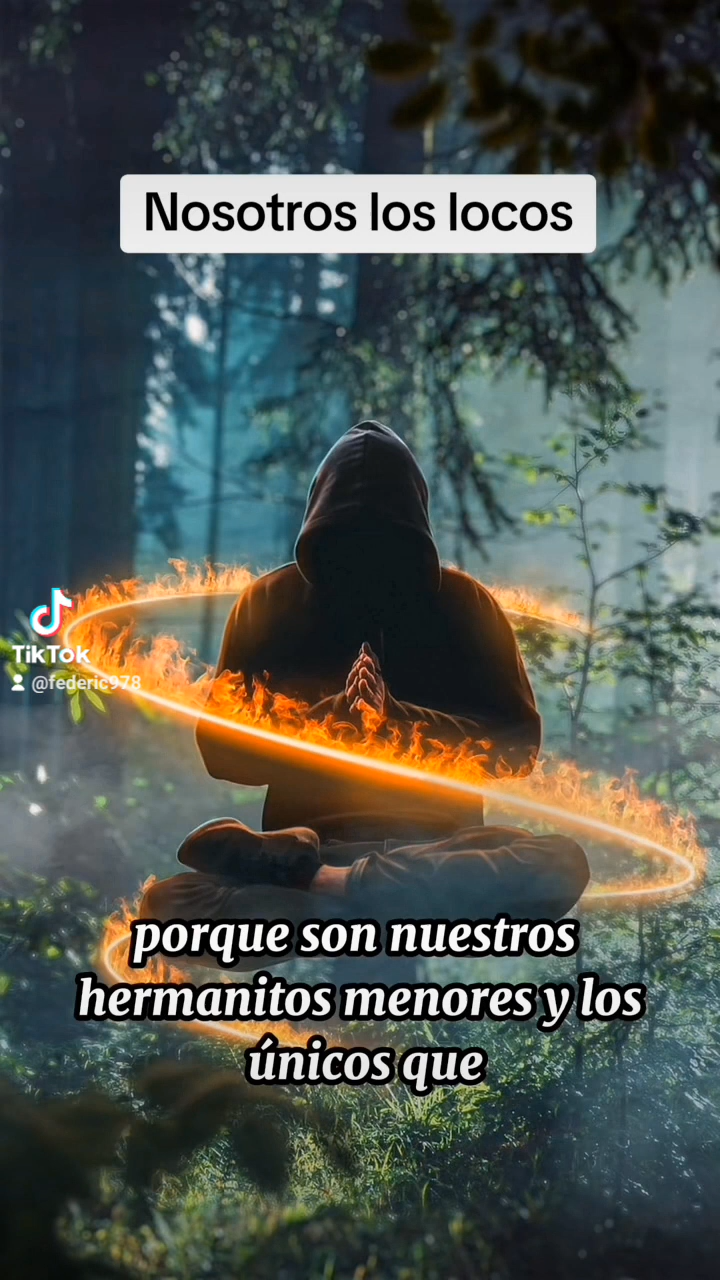 Nosotros los locos
TikTok
@federic978
porque son nuestros
hermanitos menores y los
únicos que